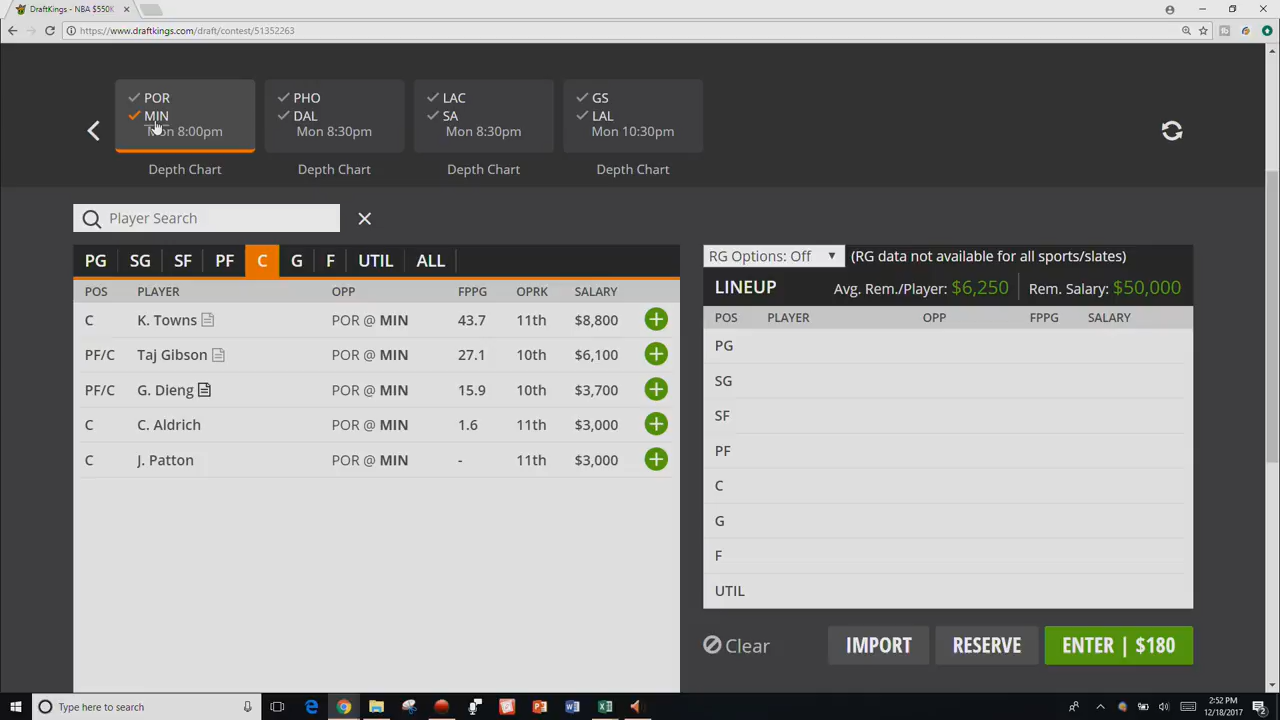 DraftKings - NBA $550K
https://www.draftkings.com/draft/contest/51352263
POR
MIN
Mon 8:00pm
PHO
DAL
Mon 8:30pm
LAC
SA
Mon 8:30pm
GS
LAL
Mon 10:30pm
Depth Chart
Depth Chart
Depth Chart
Depth Chart
Player Search
PG SG SF PF C G F UTIL ALL
POS PLAYER OPP FPPG OPRK SALARY
C K. Towns POR @ MIN 43.7 11th $8,800
PF/C Taj Gibson POR @ MIN 27.1 10th $6,100
PF/C G. Dieng POR @ MIN 15.9 10th $3,700
C C. Aldrich POR @ MIN 1.6 11th $3,000
C J. Patton POR @ MIN - 11th $3,000
RG Options: Off (RG data not available for all sports/slates)
LINEUP Avg. Rem./Player: $6,250 Rem. Salary: $50,000
POS PLAYER OPP FPPG SALARY
PG
SG
SF
PF
C
G
F
UTIL
Clear IMPORT RESERVE ENTER | $180
Type here to search
2:52 PM
12/18/2017